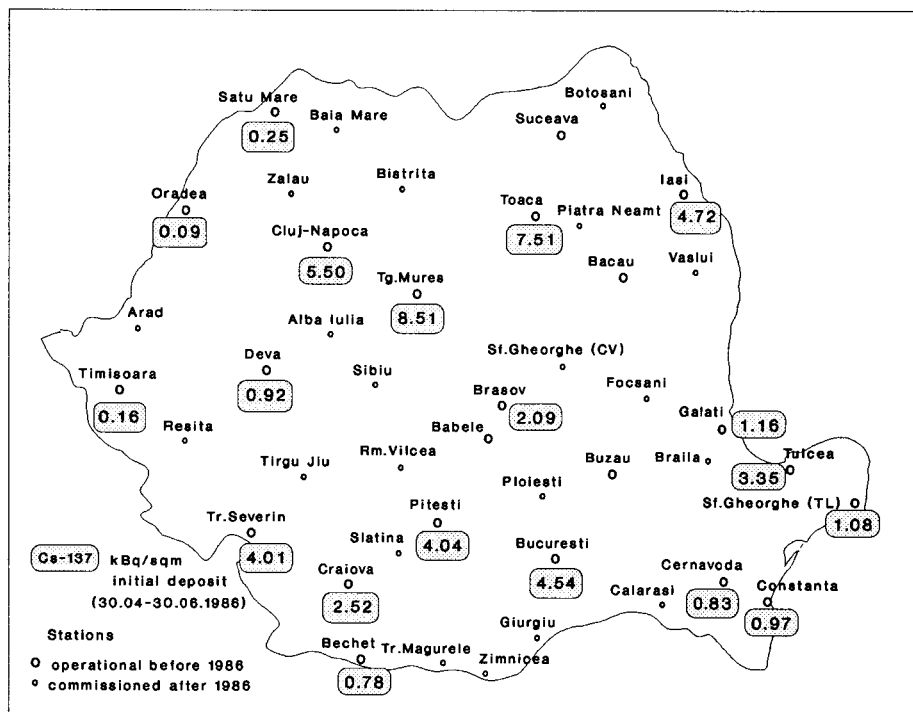 Botosani
Satu Mare
Baia Mare
Suceava
0.25
Zalau
Bistrita
Iasi
Oradea
Toaca
Piatra Neamt
4.72
0.09
7.51
Cluj-Napoca
5.50
Bacau
Vaslui
Tg.Mures
8.51
Arad
Alba Iulia
Sf.Gheorghe (CV)
Deva
Sibiu
Timisoara
0.92
Focsani
Brasov
2.09
0.16
Galati
1.16
Resita
Babele
Rm.Vilcea
Buzau
Braila
Tulcea
Tirgu Jiu
3.35
Ploiesti
Sf.Gheorghe (TL)
Pitesti
1.08
Tr.Severin
4.04
Slatina
Bucuresti
4.01
4.54
Cs-137 kBq/sqm
initial deposit
(30.04-30.06.1986)
Craiova
2.52
Cernavoda
0.83
Constanta
Calarasi
0.97
Giurgiu
Stations
operational before 1986
commissioned after 1986
Bechet
Tr.Magurele
Zimnicea
0.78